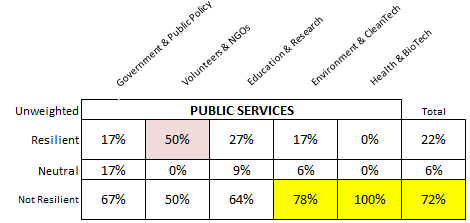 Government & Public Policy
Volunteers & NGOs
Education & Research
Environment & CleanTech
Health & BioTech
Unweighted PUBLIC SERVICES Total
Resilient 17% 50% 27% 17% 0% 22%
Neutral 17% 0% 9% 6% 0% 6%
Not Resilient 67% 50% 64% 78% 100% 72%